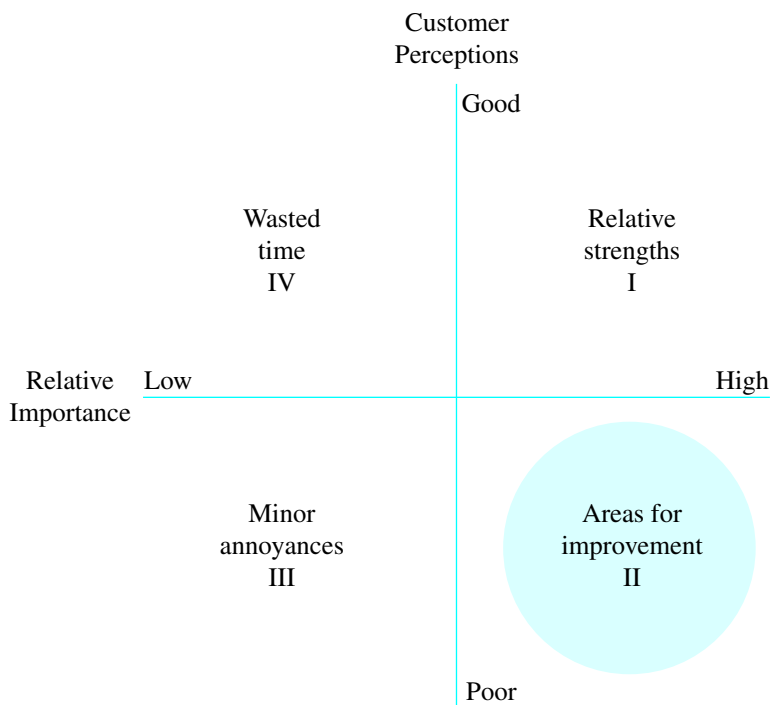 Customer
Perceptions
Good
Wasted
time
IV
Relative
strengths
I
Relative
Importance
Low
High
Minor
annoyances
III
Areas for
improvement
II
Poor